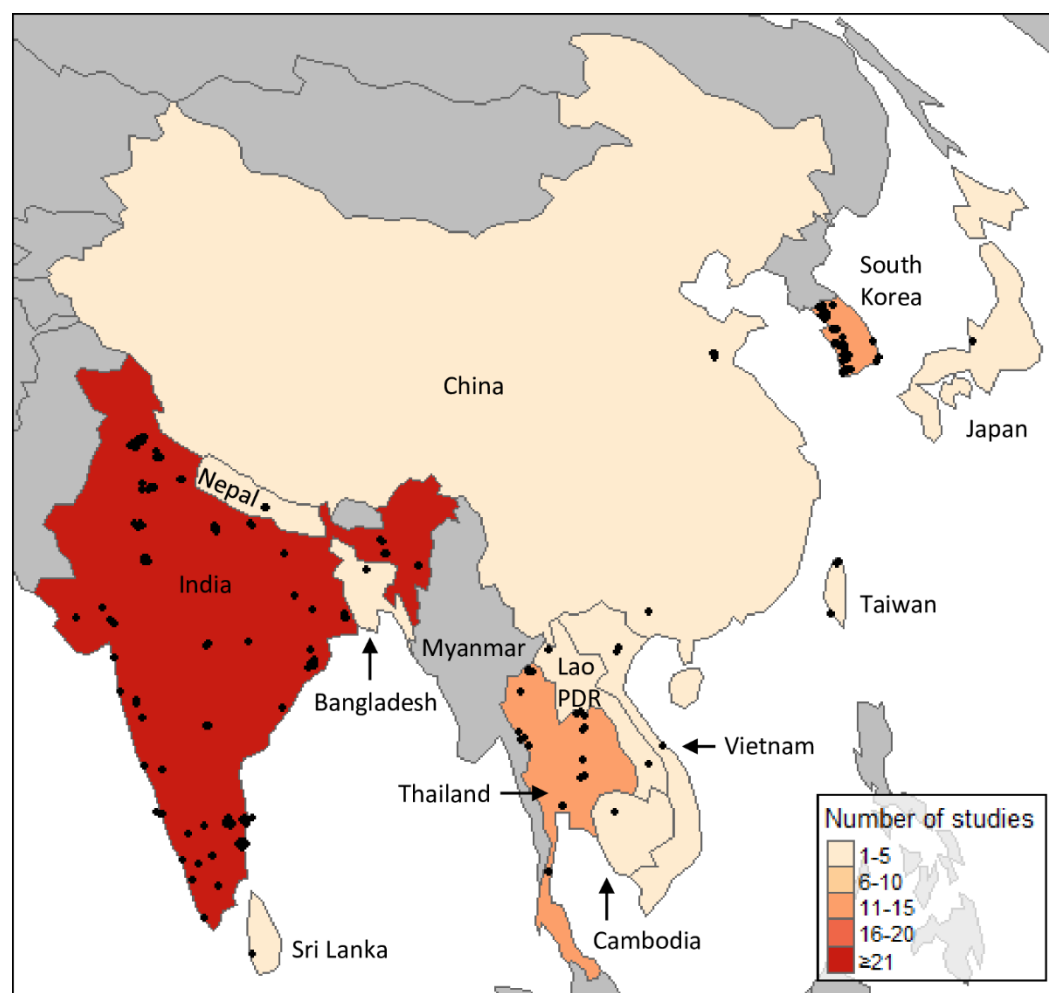 South
Korea
China
Japan
Nepal
India
Taiwan
Myanmar
Lao
PDR
Bangladesh
Vietnam
Thailand
Number of studies
1-5
6-10
11-15
16-20
≥21
Cambodia
Sri Lanka